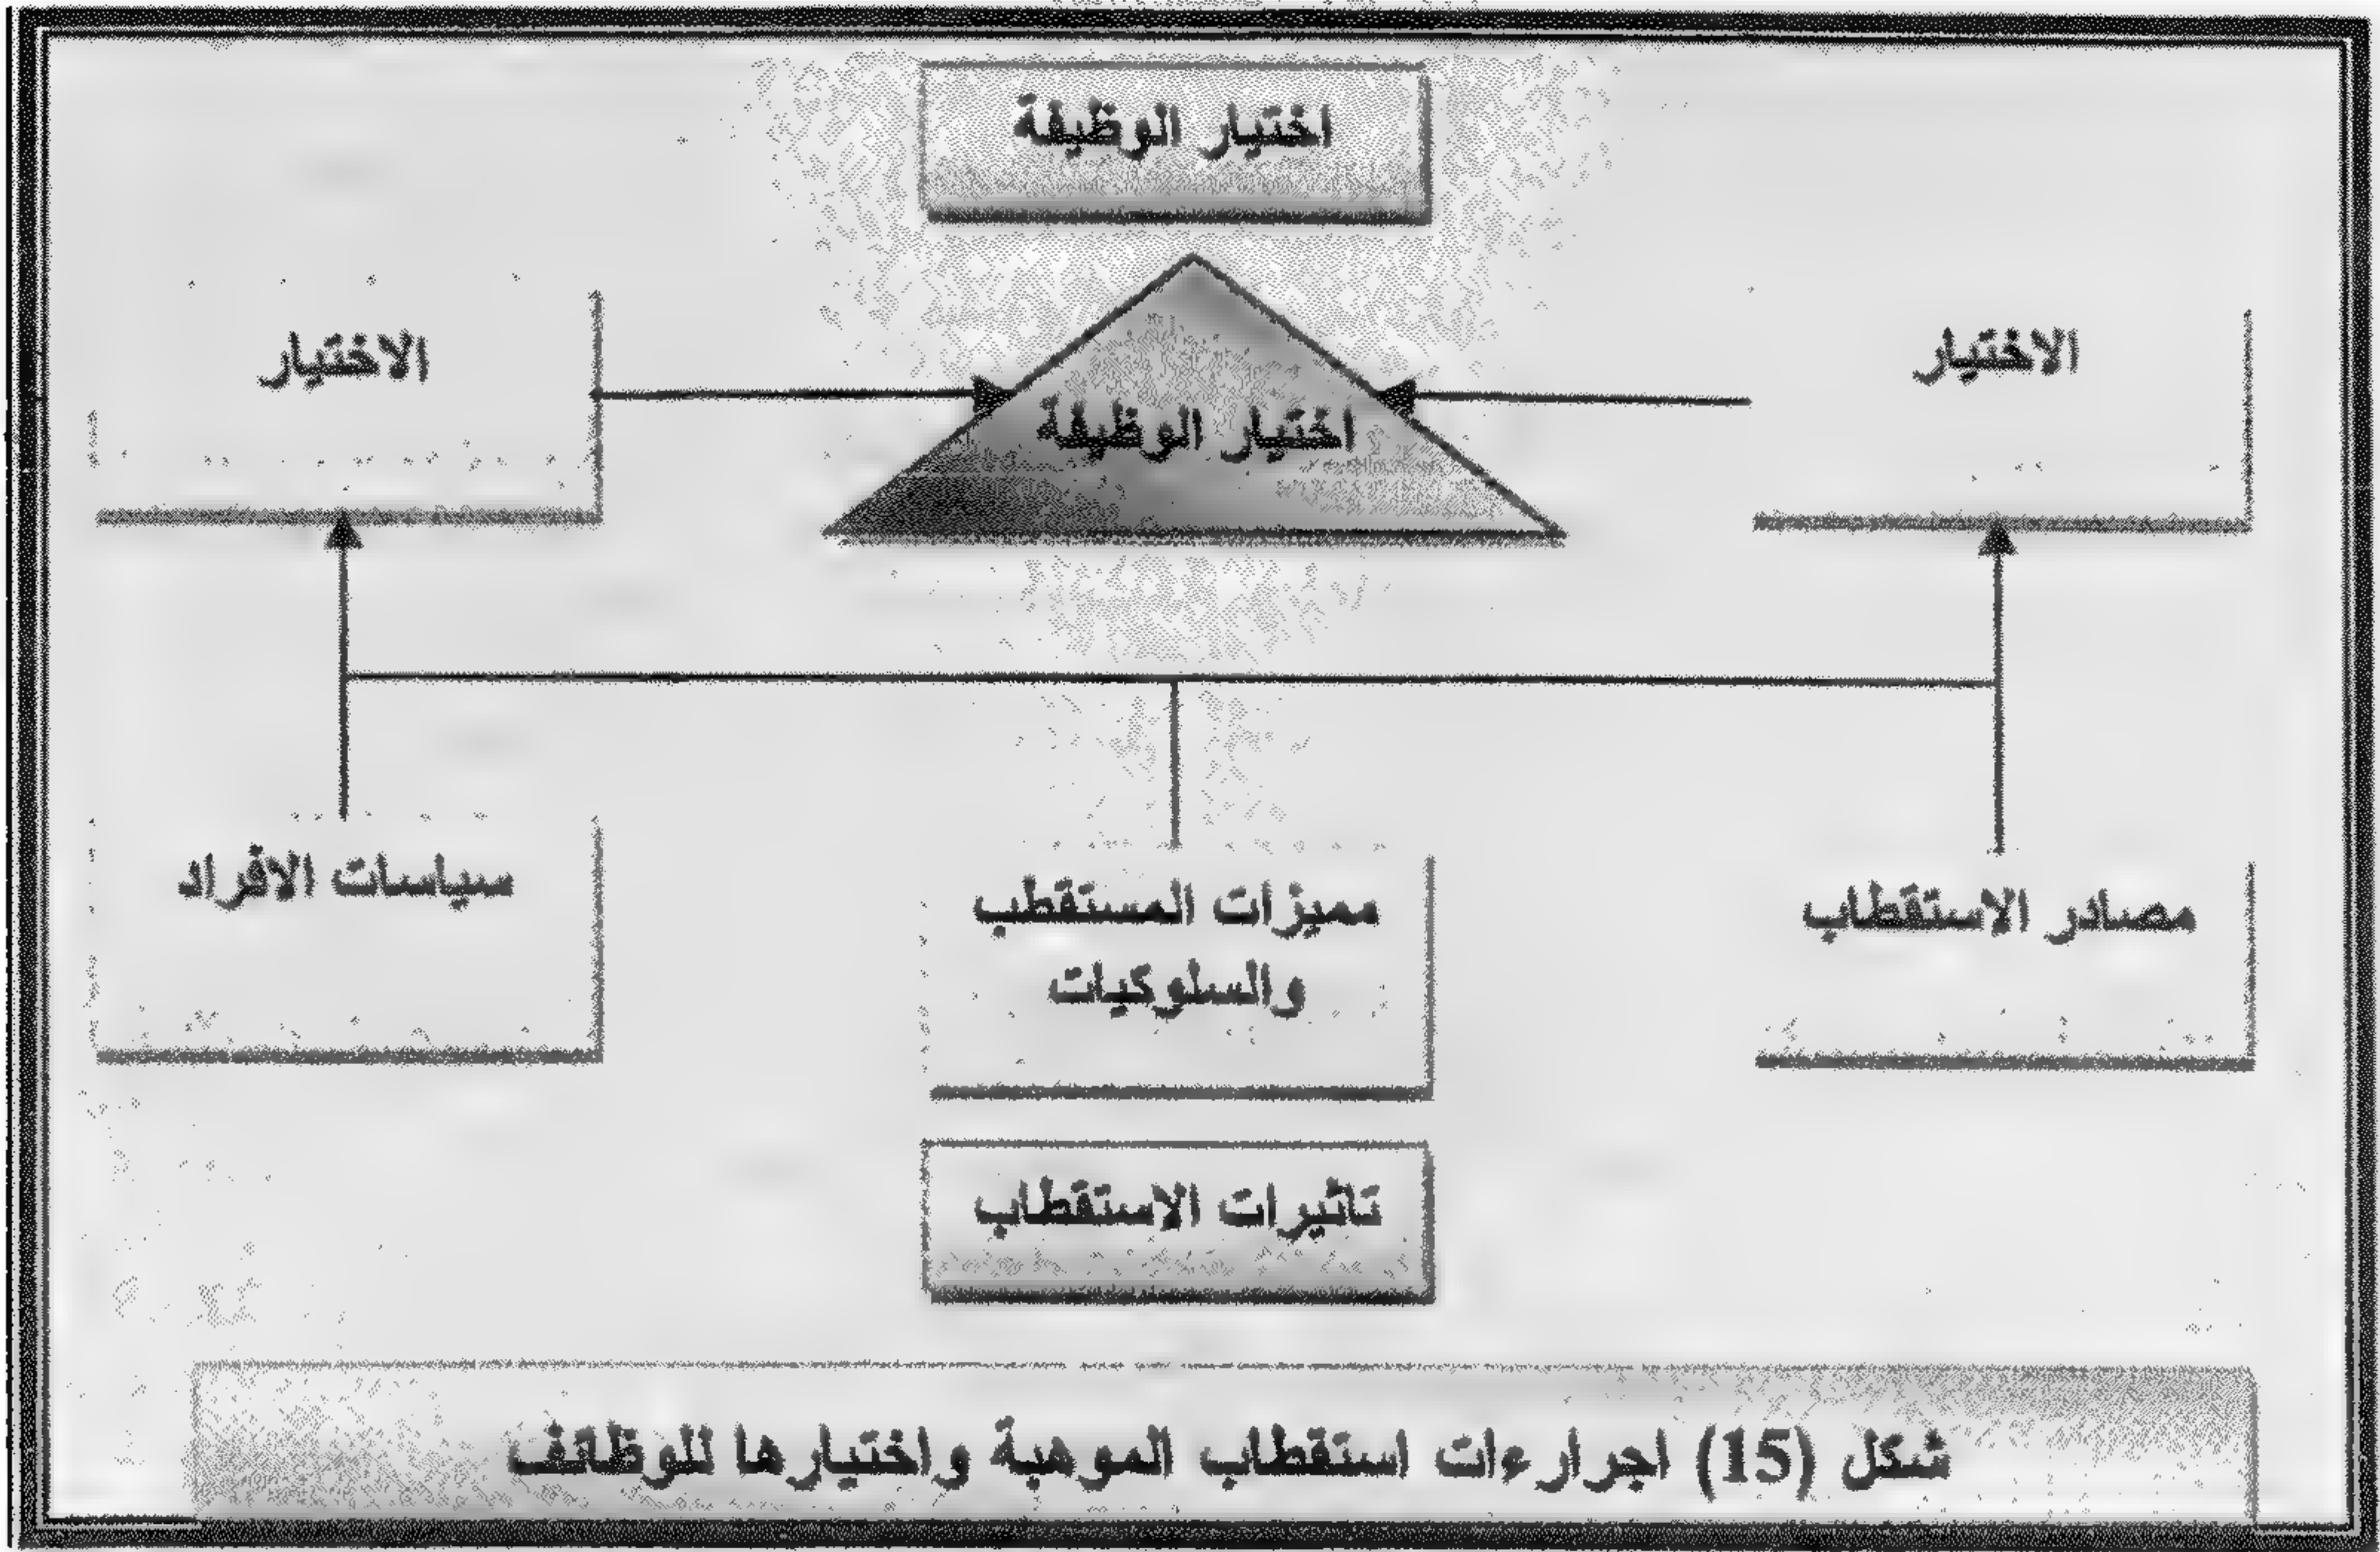 اختيار الوظيفة
الاختيار
اختيار الوظيفة
الاختيار
مصادر الاستقطاب
مميزات المستقطب
والسلوكيات
سياسات الافراد
تاثيرات الاستقطاب
شكل (15) اجرارءات استقطاب الموهبة واختيارها للوظائف